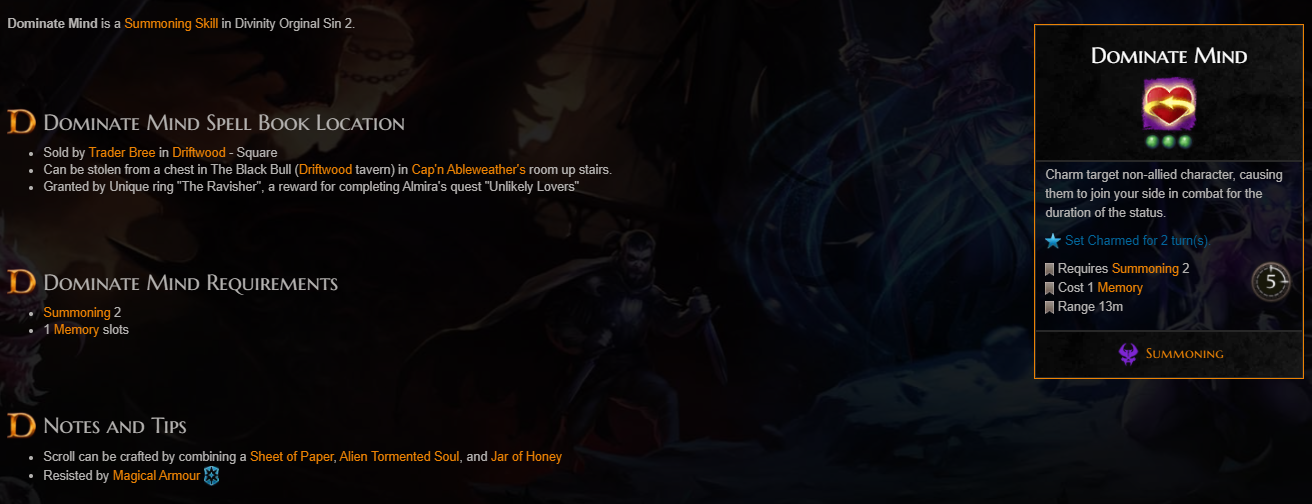 Dominate Mind is a Summoning Skill in Divinity Orginal Sin 2.
Dominate Mind Spell Book Location
Sold by Trader Bree in Driftwood - Square
Can be stolen from a chest in The Black Bull (Driftwood tavern) in Cap'n Ableweather's room up stairs.
Granted by Unique ring "The Ravisher", a reward for completing Almira's quest "Unlikely Lovers"
Dominate Mind Requirements
Summoning 2
1 Memory slots
Notes and Tips
Scroll can be crafted by combining a Sheet of Paper, Alien Tormented Soul, and Jar of Honey
Resisted by Magical Armour
Dominate Mind
Charm target non-allied character, causing
them to join your side in combat for the
duration of the status.
Set Charmed for 2 turn(s).
Requires Summoning 2
Cost 1 Memory
Range 13m
5
Summoning